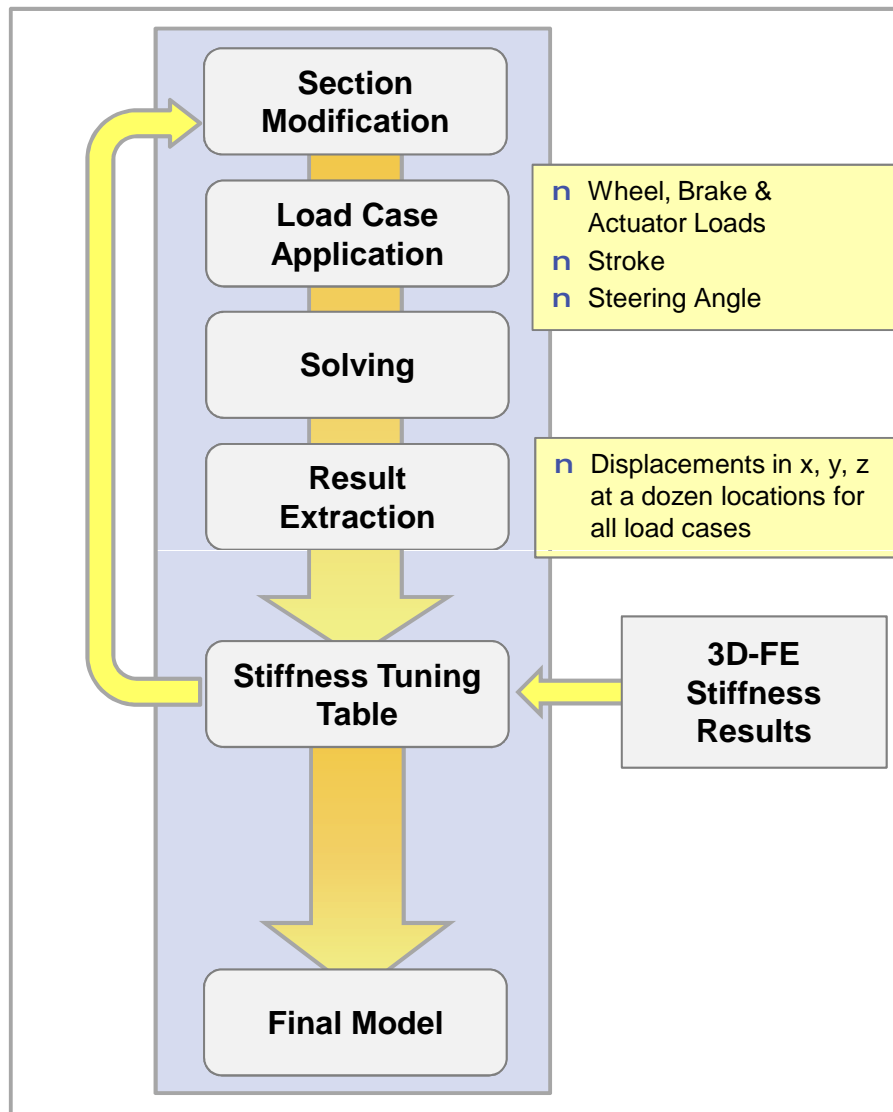 Section
Modification
Load Case
Application
n Wheel, Brake &
Actuator Loads
n Stroke
n Steering Angle
Solving
Result
Extraction
n Displacements in x, y, z
at a dozen locations for
all load cases
Stiffness Tuning
Table
3D-FE
Stiffness
Results
Final Model